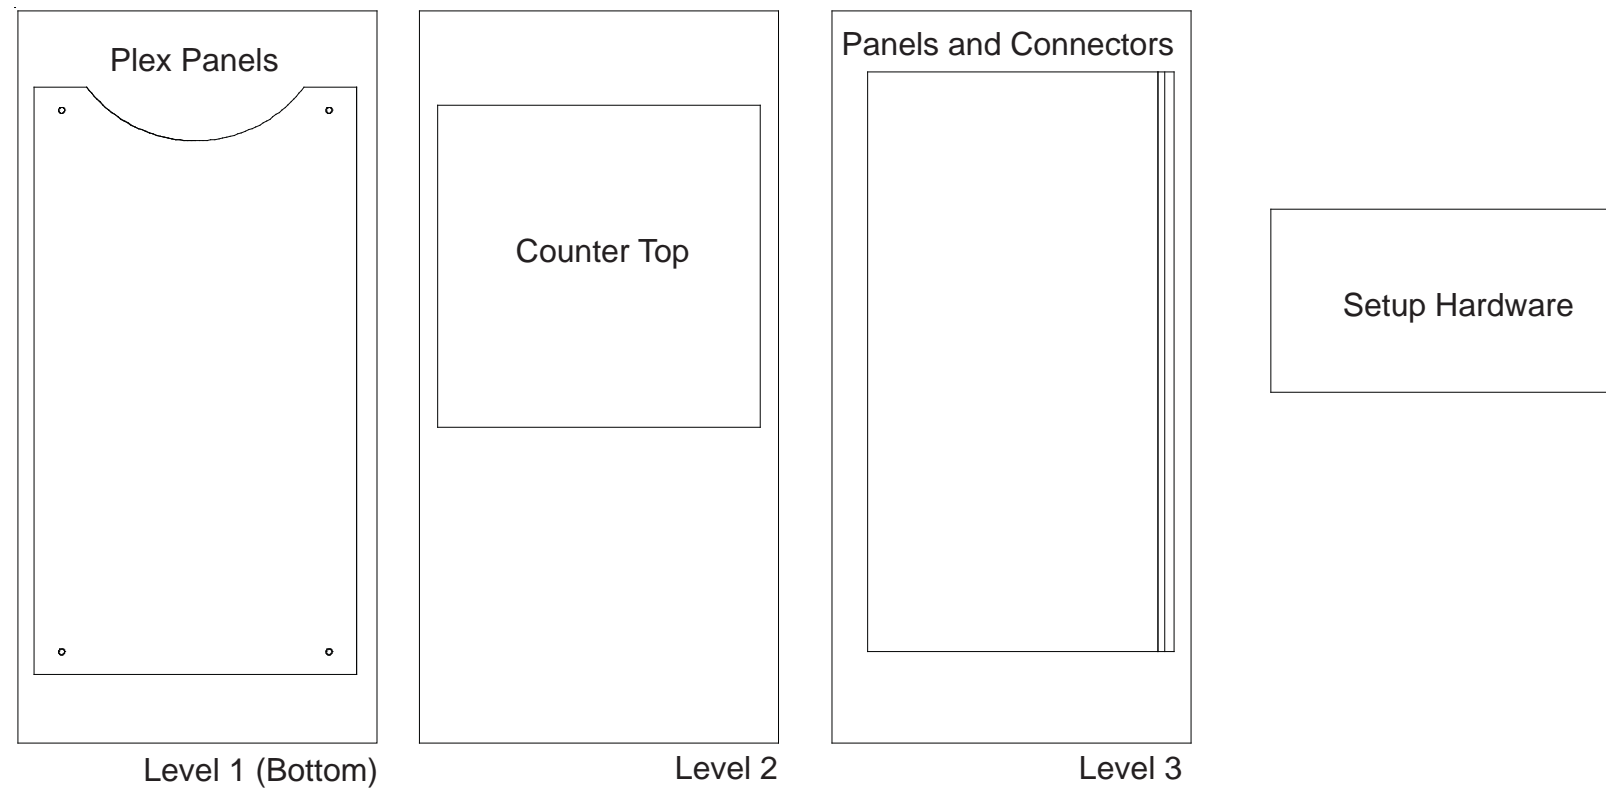 Plex Panels
Counter Top
Panels and Connectors
Setup Hardware
Level 1 (Bottom)
Level 2
Level 3